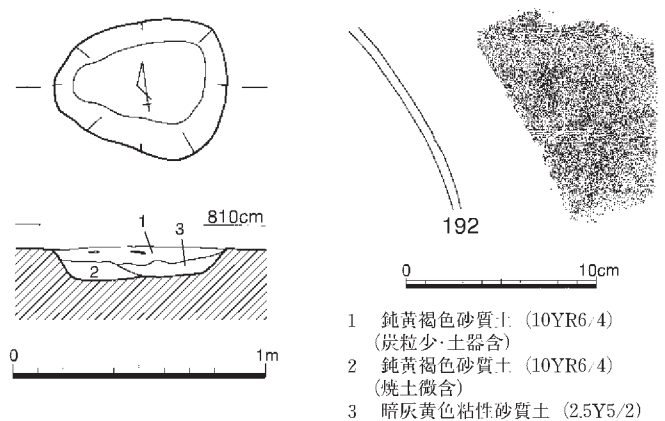 810cm
1
3
2
0 1m
192
0 10cm
1 鈍黄褐色砂質土 (10YR6/4)
(炭粒少·土器含)
2 鈍黄褐色砂質土 (10YR6/4)
(焼土微含)
3 暗灰黄色粘性砂質土 (2.5Y5/2)